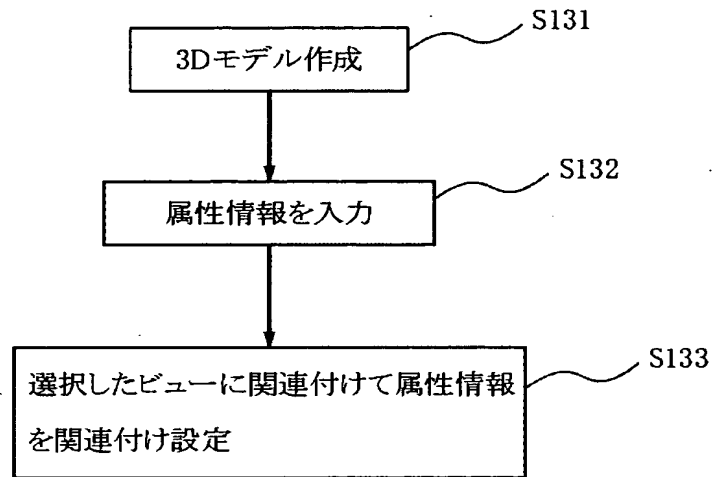 S131
3Dモデル作成
S132
属性情報を入力
S133
選択したビューに関連付けて属性情報
を関連付け設定